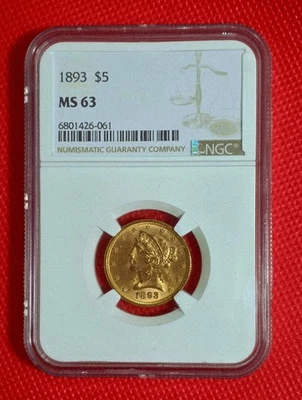 1893 $5
MS 63
6801426-061
NUMISMATIC GUARANTY COMPANY
NGC®
1893